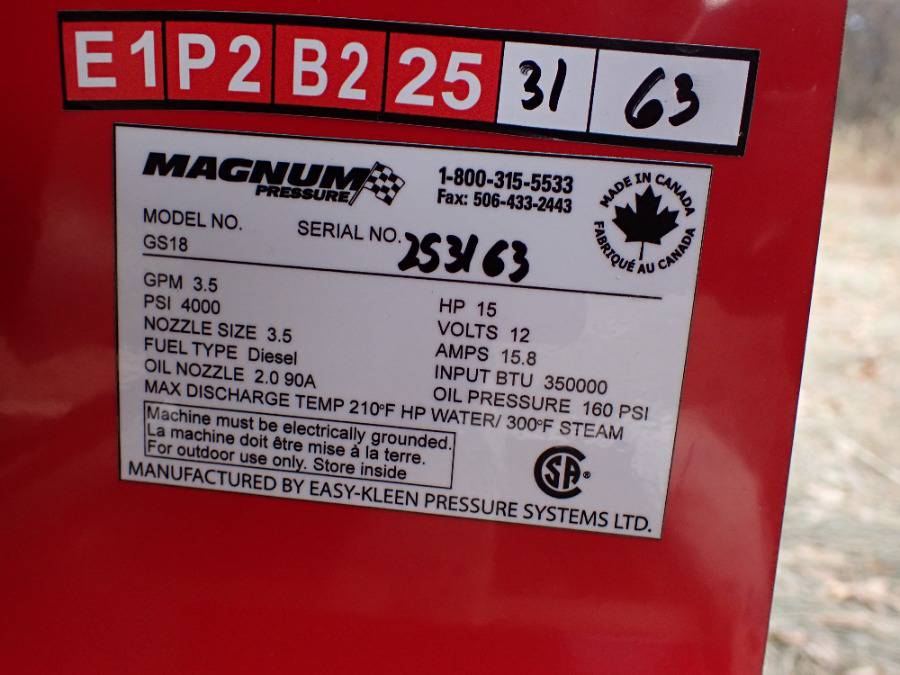 E1 P2 B2 25 31 63
MAGNUM
PRESSURE
1-800-315-5533
Fax: 506-433-2443
MADE IN CANADA
FABRIQUÉ AU CANADA
MODEL NO.
GS18
SERIAL NO. 253163
GPM 3.5
PSI 4000
NOZZLE SIZE 3.5
FUEL TYPE Diesel
OIL NOZZLE 2.0 90A
HP 15
VOLTS 12
AMPS 15.8
INPUT BTU 350000
OIL PRESSURE 160 PSI
MAX DISCHARGE TEMP 210°F HP WATER/ 300°F STEAM
Machine must be electrically grounded.
La machine doit être mise à la terre.
For outdoor use only. Store inside
CSA®
MANUFACTURED BY EASY-KLEEN PRESSURE SYSTEMS LTD.